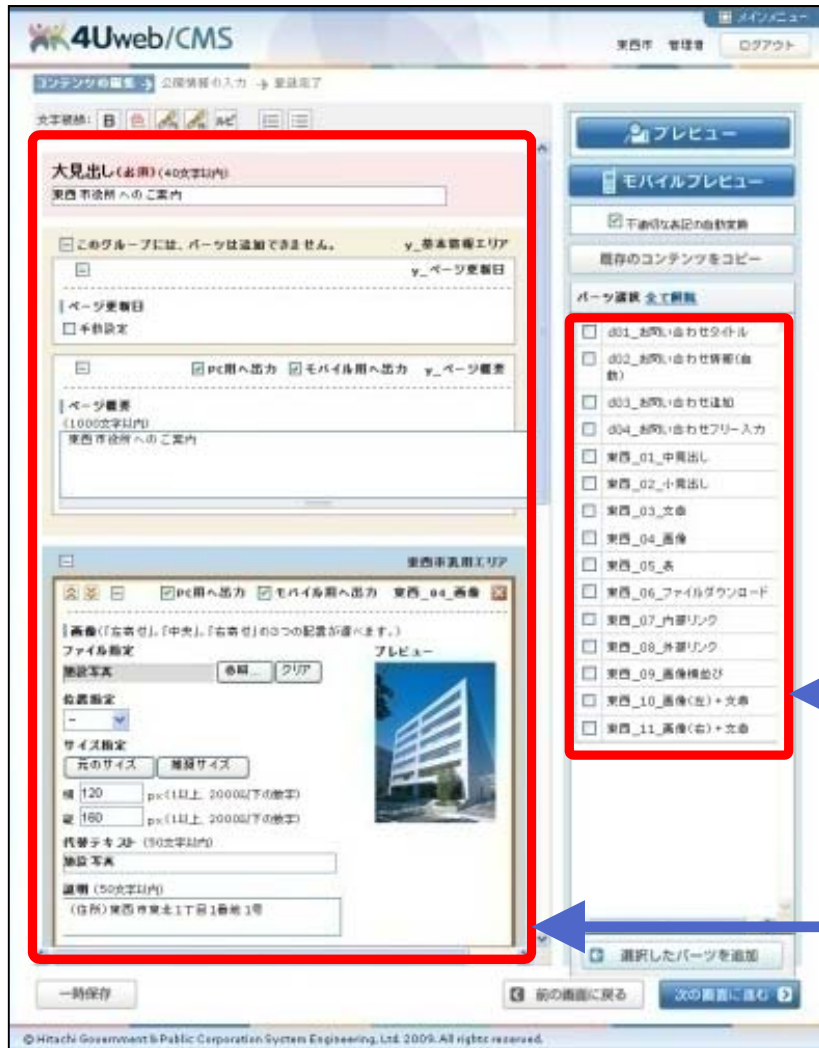 メインメニュー
4Uweb/CMS
東西市 管理者 ログアウト
コンテンツの編集 → 公開情報の入力 → 登録完了
文字装飾: B ルビ
プレビュー
モバイルプレビュー
不適切な表記の自動変換
既存のコンテンツをコピー
パーツ選択 全て解除
d01_お問い合わせタイトル
d02_お問い合わせ情報(自
動)
d03_お問い合わせ追加
d04_お問い合わせフリー入力
東西_01_中見出し
東西_02_小見出し
東西_03_文章
東西_04_画像
東西_05_表
東西_06_ファイルダウンロード
東西_07_内部リンク
東西_08_外部リンク
東西_09_画像横並び
東西_10_画像(左)+文章
東西_11_画像(右)+文章
選択したパーツを追加
大見出し(必須)(40文字以内)
東西市役所へのご案内
このグループには、パーツは追加できません。 y_基本情報エリア
y_ページ更新日
ページ更新日
手動設定
PC用へ出力 モバイル用へ出力 y_ページ概要
ページ概要
(1000文字以内)
東西市役所へのご案内
東西市汎用エリア
PC用へ出力 モバイル用へ出力 東西_04_画像
画像(「左寄せ」、「中央」、「右寄せ」の3つの配置が選べます。)
ファイル指定 プレビュー
施設写真 参照... クリア
位置指定
-
サイズ指定
元のサイズ 推奨サイズ
横 120 px(1以上、2000以下の数字)
縦 160 px(1以上、2000以下の数字)
代替テキスト (50文字以内)
施設写真
説明 (50文字以内)
(住所)東西市東北1丁目1番地1号
一時保存 前の画面に戻る 次の画面に進む
© Hitachi Government & Public Corporation System Engineering, Ltd. 2009. All rights reserved.